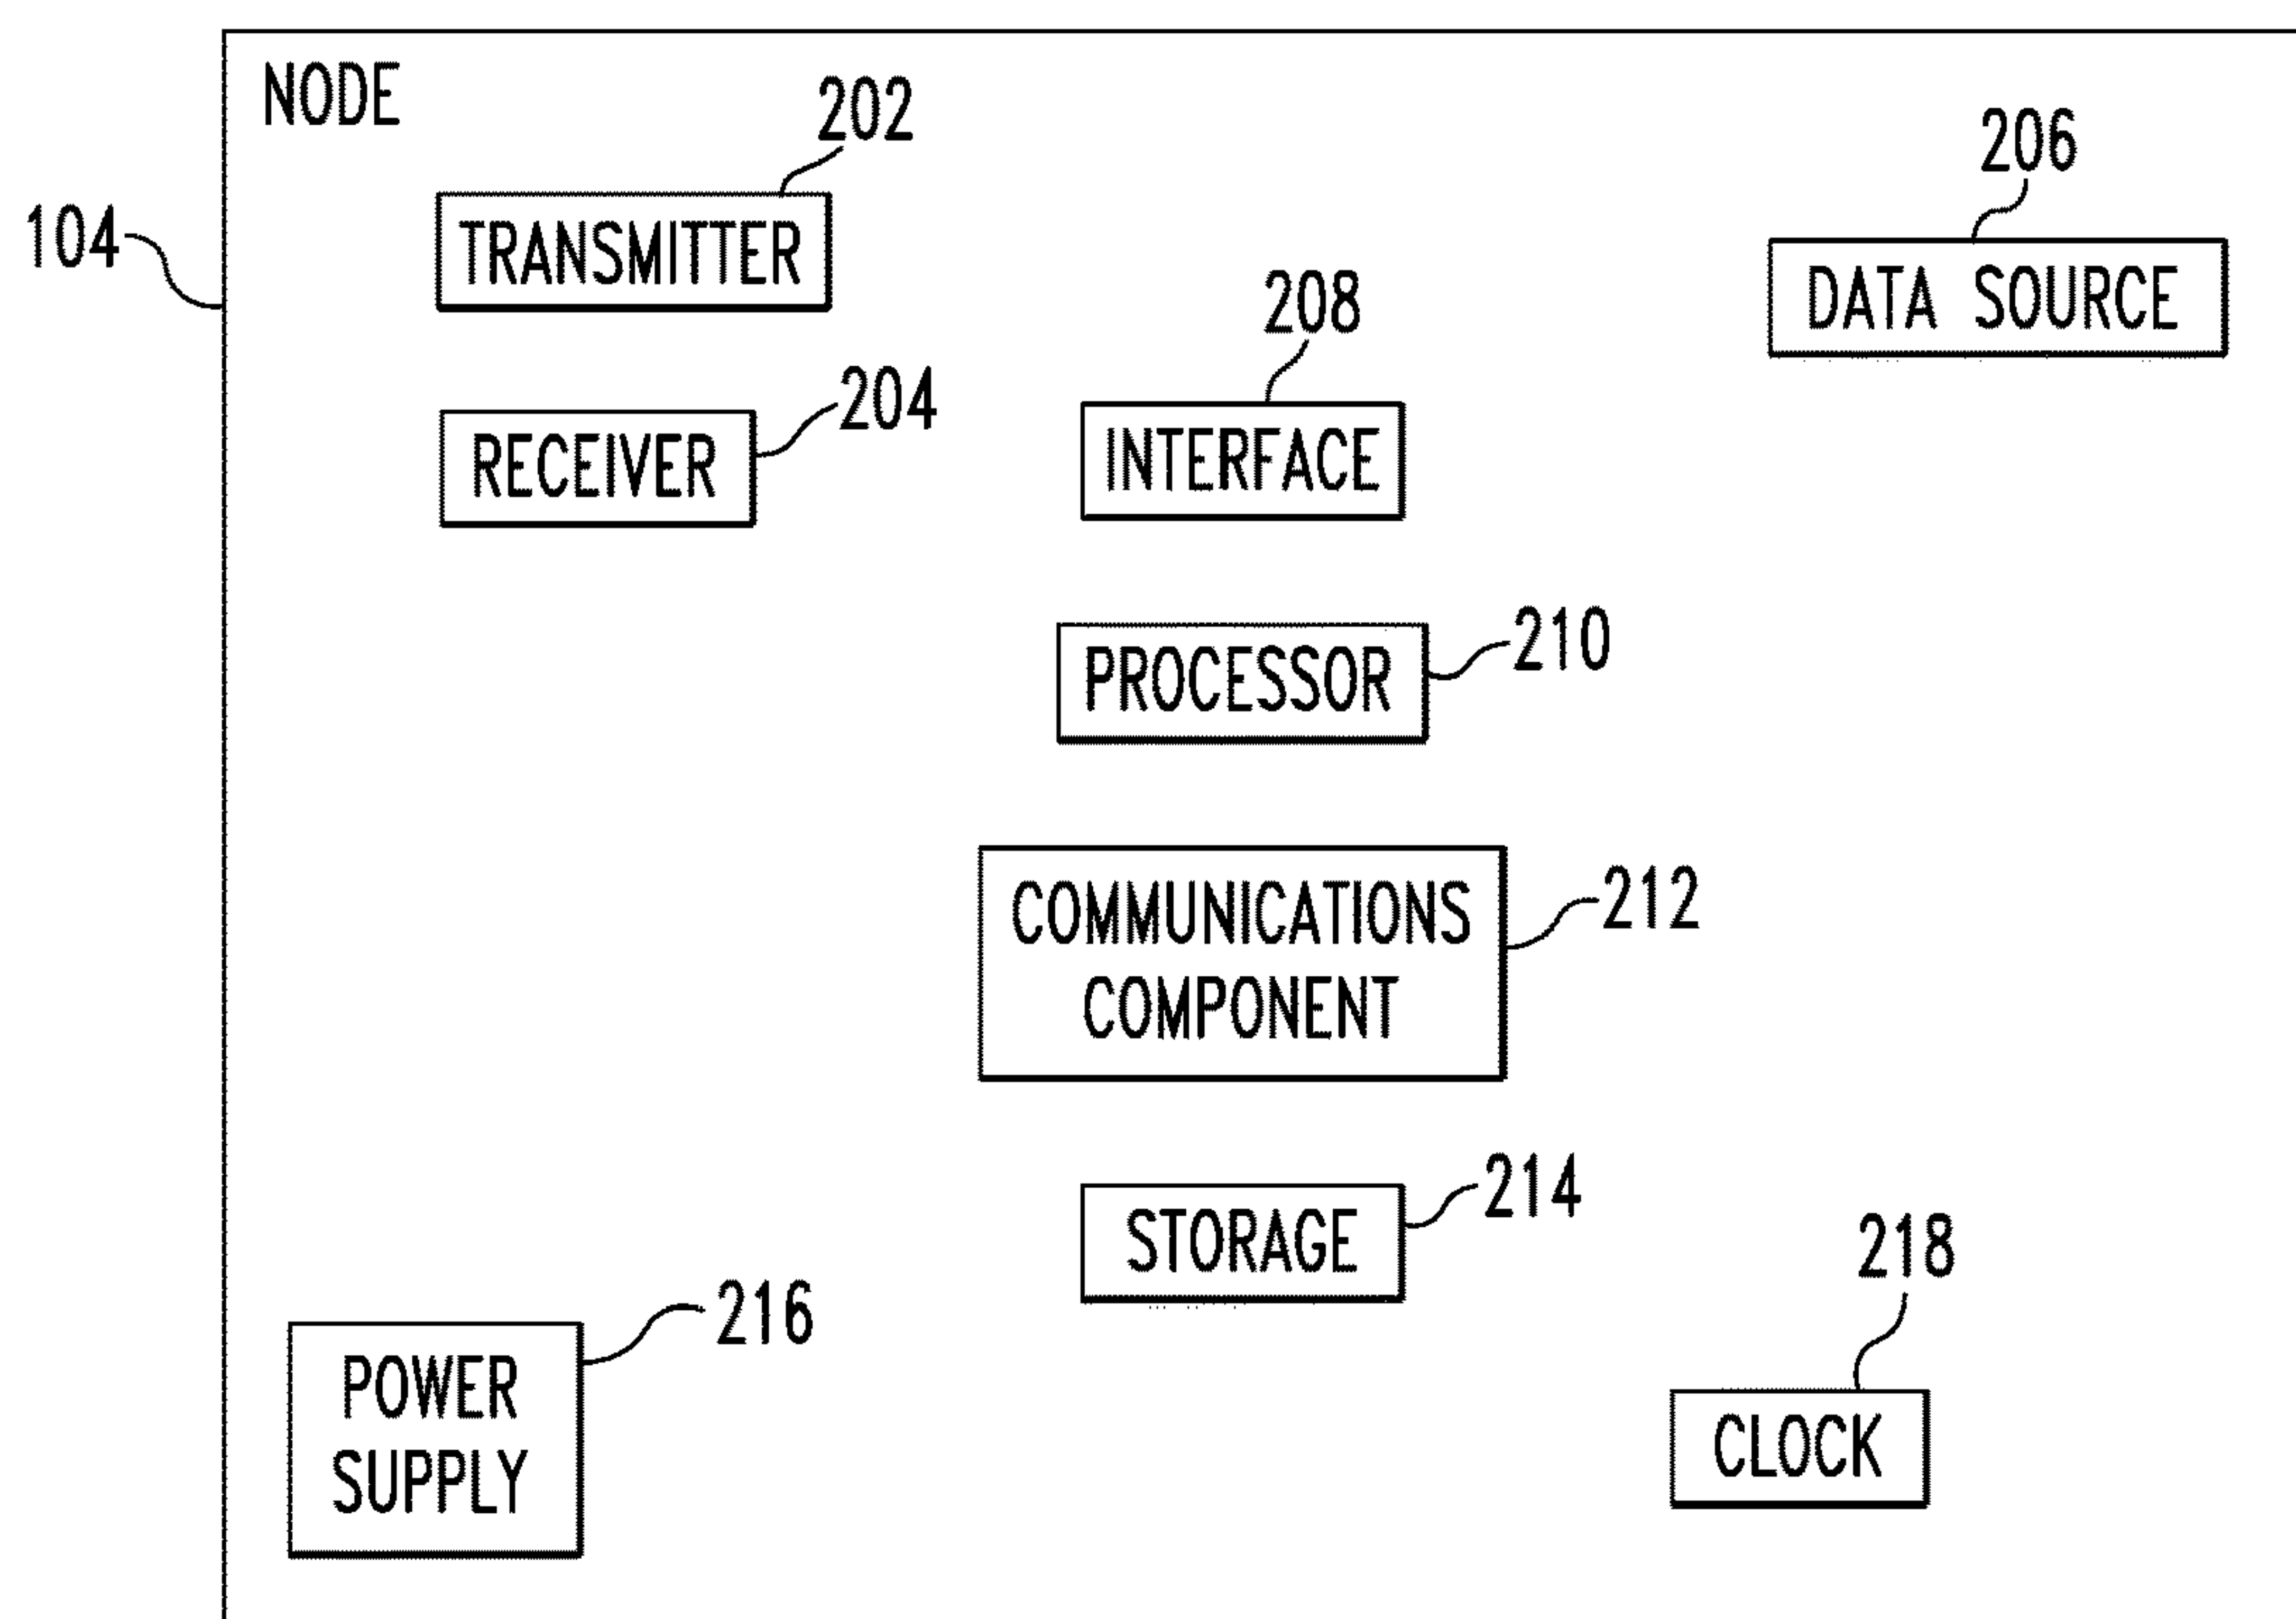 NODE
202
206
104
TRANSMITTER
208
DATA SOURCE
204
RECEIVER
INTERFACE
210
PROCESSOR
212
COMMUNICATIONS
COMPONENT
214
STORAGE
218
216
POWER
SUPPLY
CLOCK